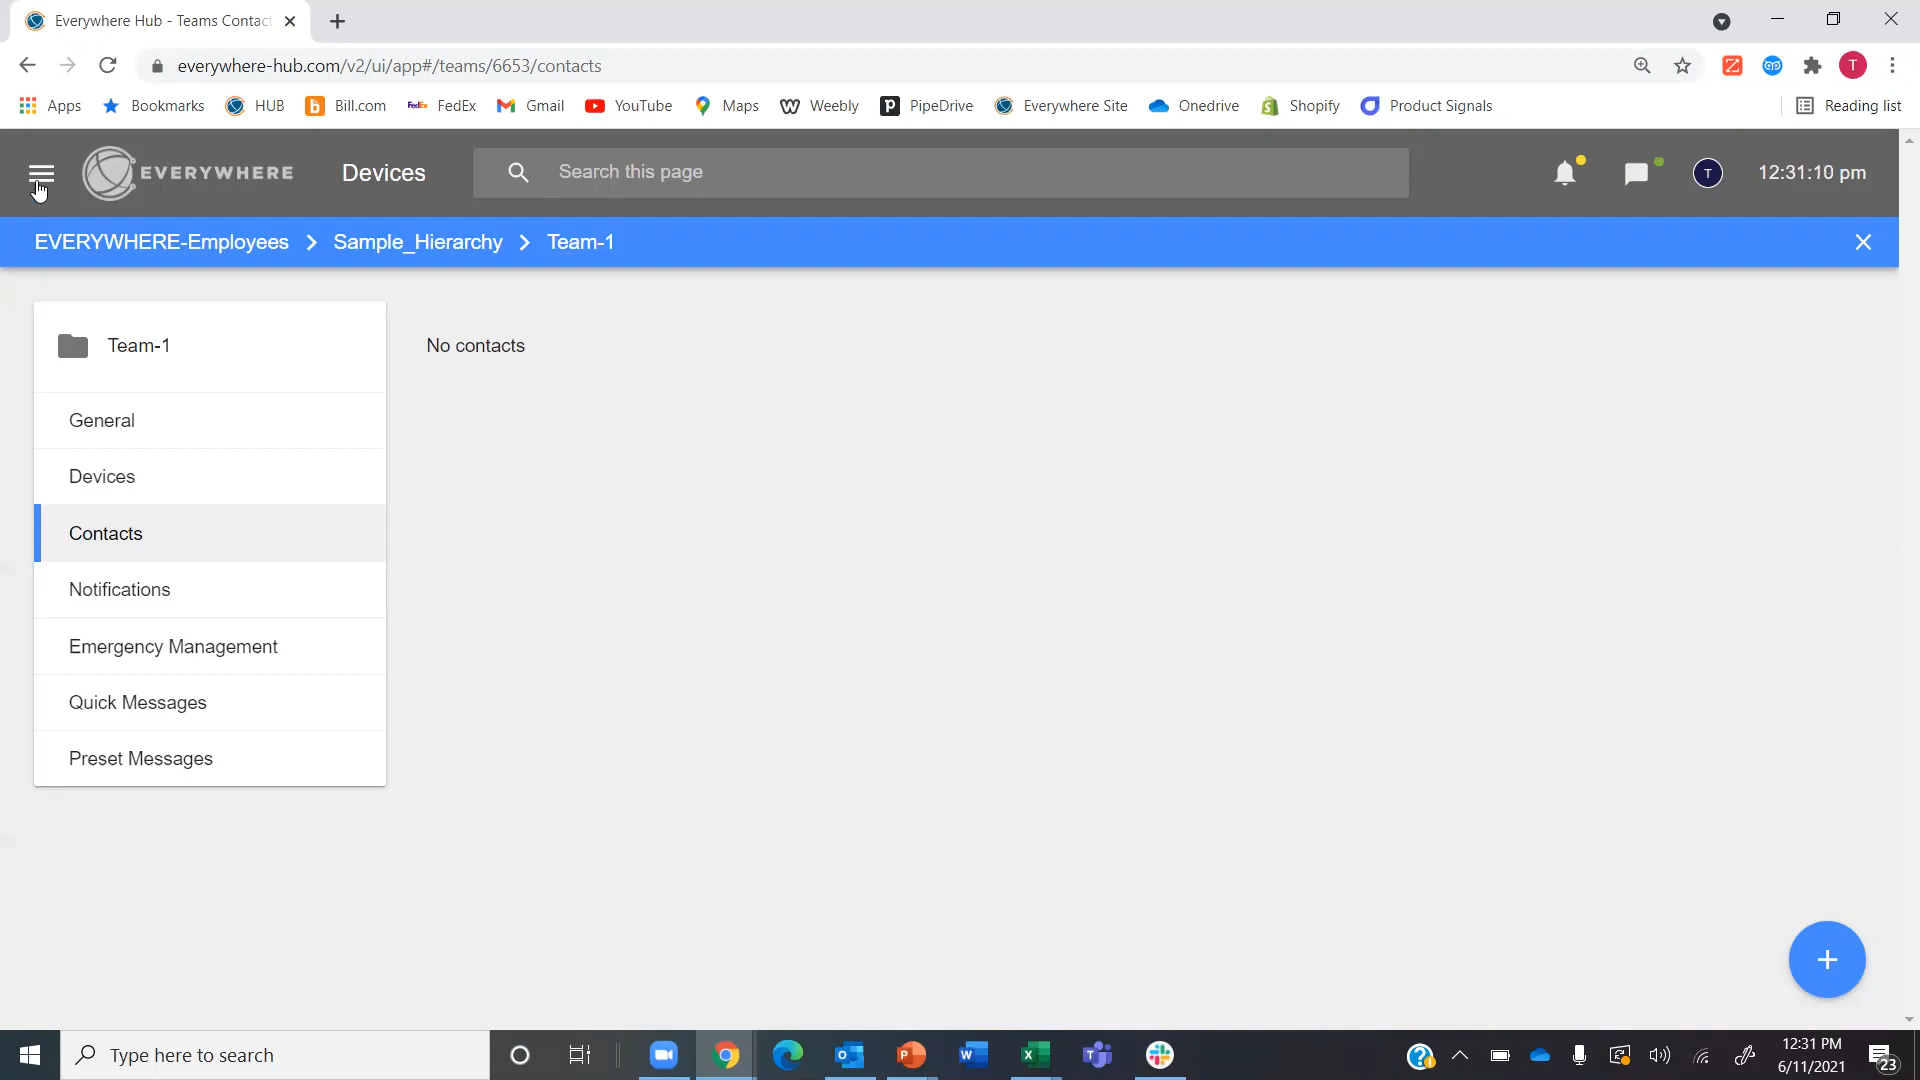 Everywhere Hub - Teams Contac
everywhere-hub.com/v2/ui/app#/teams/6653/contacts
T
Apps Bookmarks HUB Bill.com FedEx Gmail YouTube Maps Weebly PipeDrive Everywhere Site Onedrive Shopify Product Signals Reading list
EVERYWHERE Devices Search this page T 12:31:10 pm
EVERYWHERE-Employees Sample_Hierarchy Team-1
Team-1
No contacts
General
Devices
Contacts
Notifications
Emergency Management
Quick Messages
Preset Messages
Type here to search
12:31 PM
6/11/2021
23